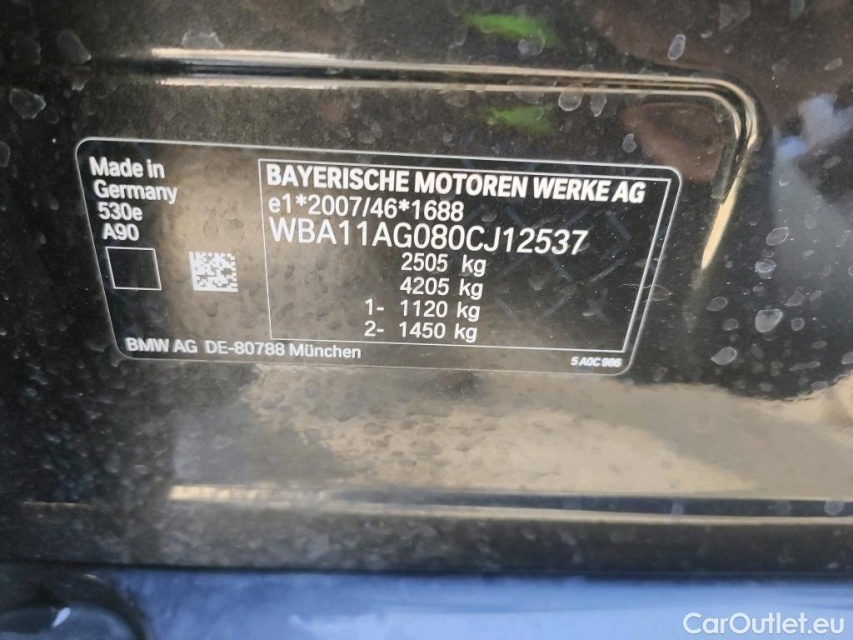 Made in
Germany
530e
A90
BAYERISCHE MOTOREN WERKE AG
e1*2007/46*1688
WBA11AG080CJ12537
2505 kg
4205 kg
1- 1120 kg
2- 1450 kg
BMW AG DE-80788 München
5 A0C 986
CarOutlet.eu